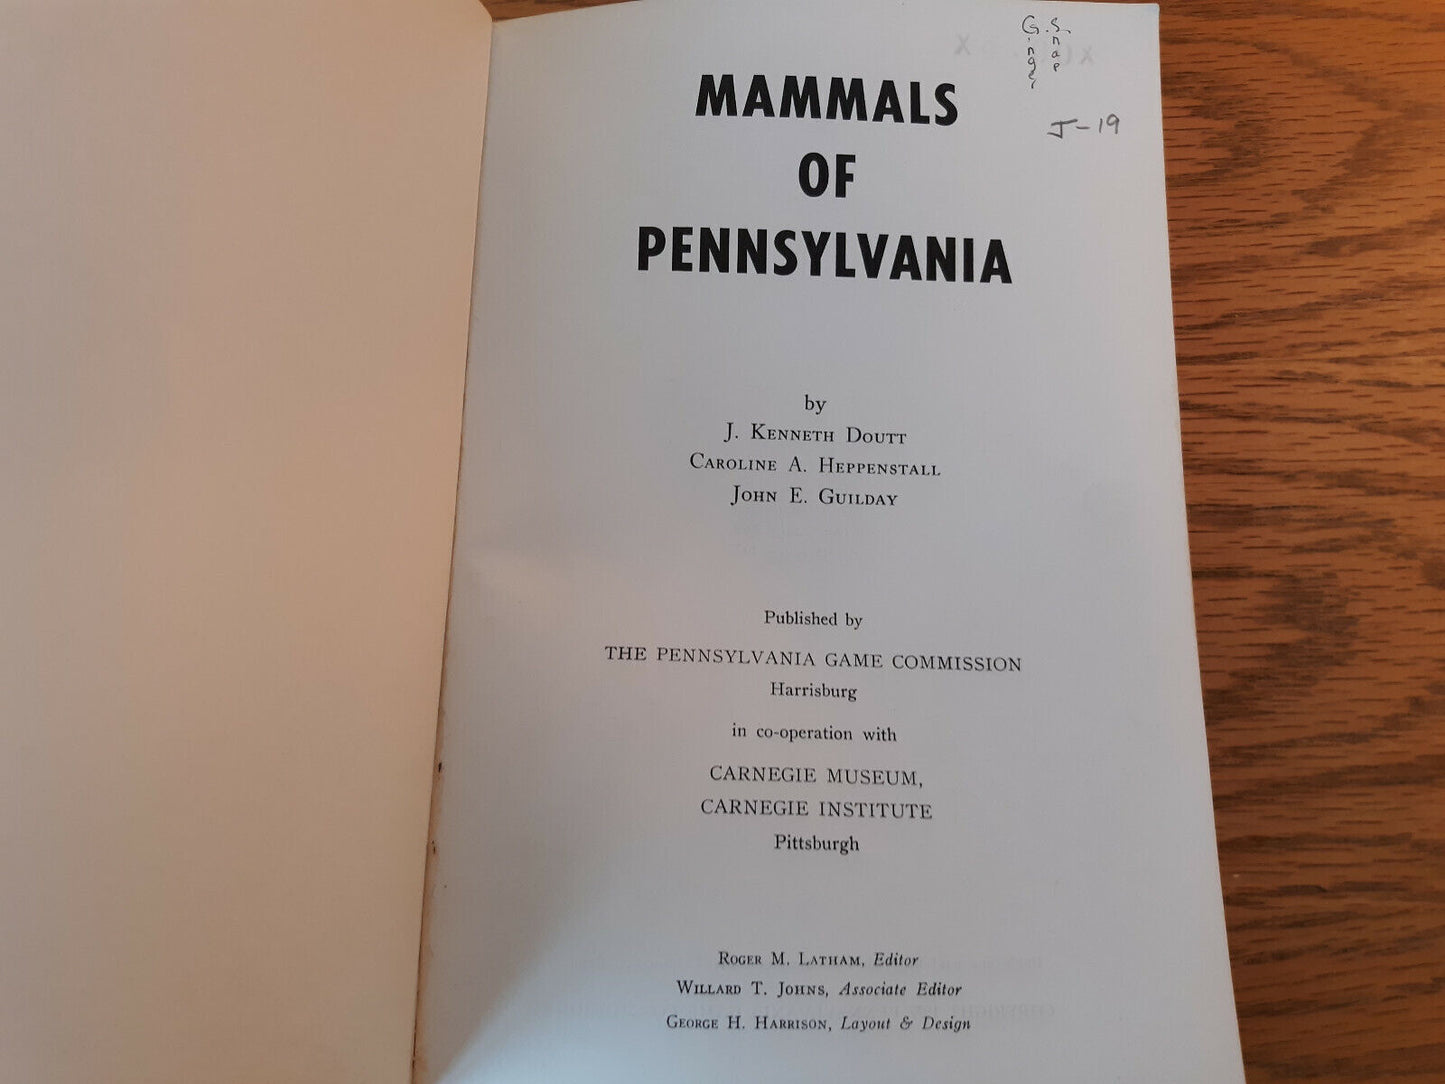 G. S.
inger
nap
J-19
MAMMALS
OF
PENNSYLVANIA
by
J. Kenneth Doutt
Caroline A. Heppenstall
John E. Guilday
Published by
THE PENNSYLVANIA GAME COMMISSION
Harrisburg
in co-operation with
CARNEGIE MUSEUM,
CARNEGIE INSTITUTE
Pittsburgh
Roger M. Latham, Editor
Willard T. Johns, Associate Editor
George H. Harrison, Layout & Design